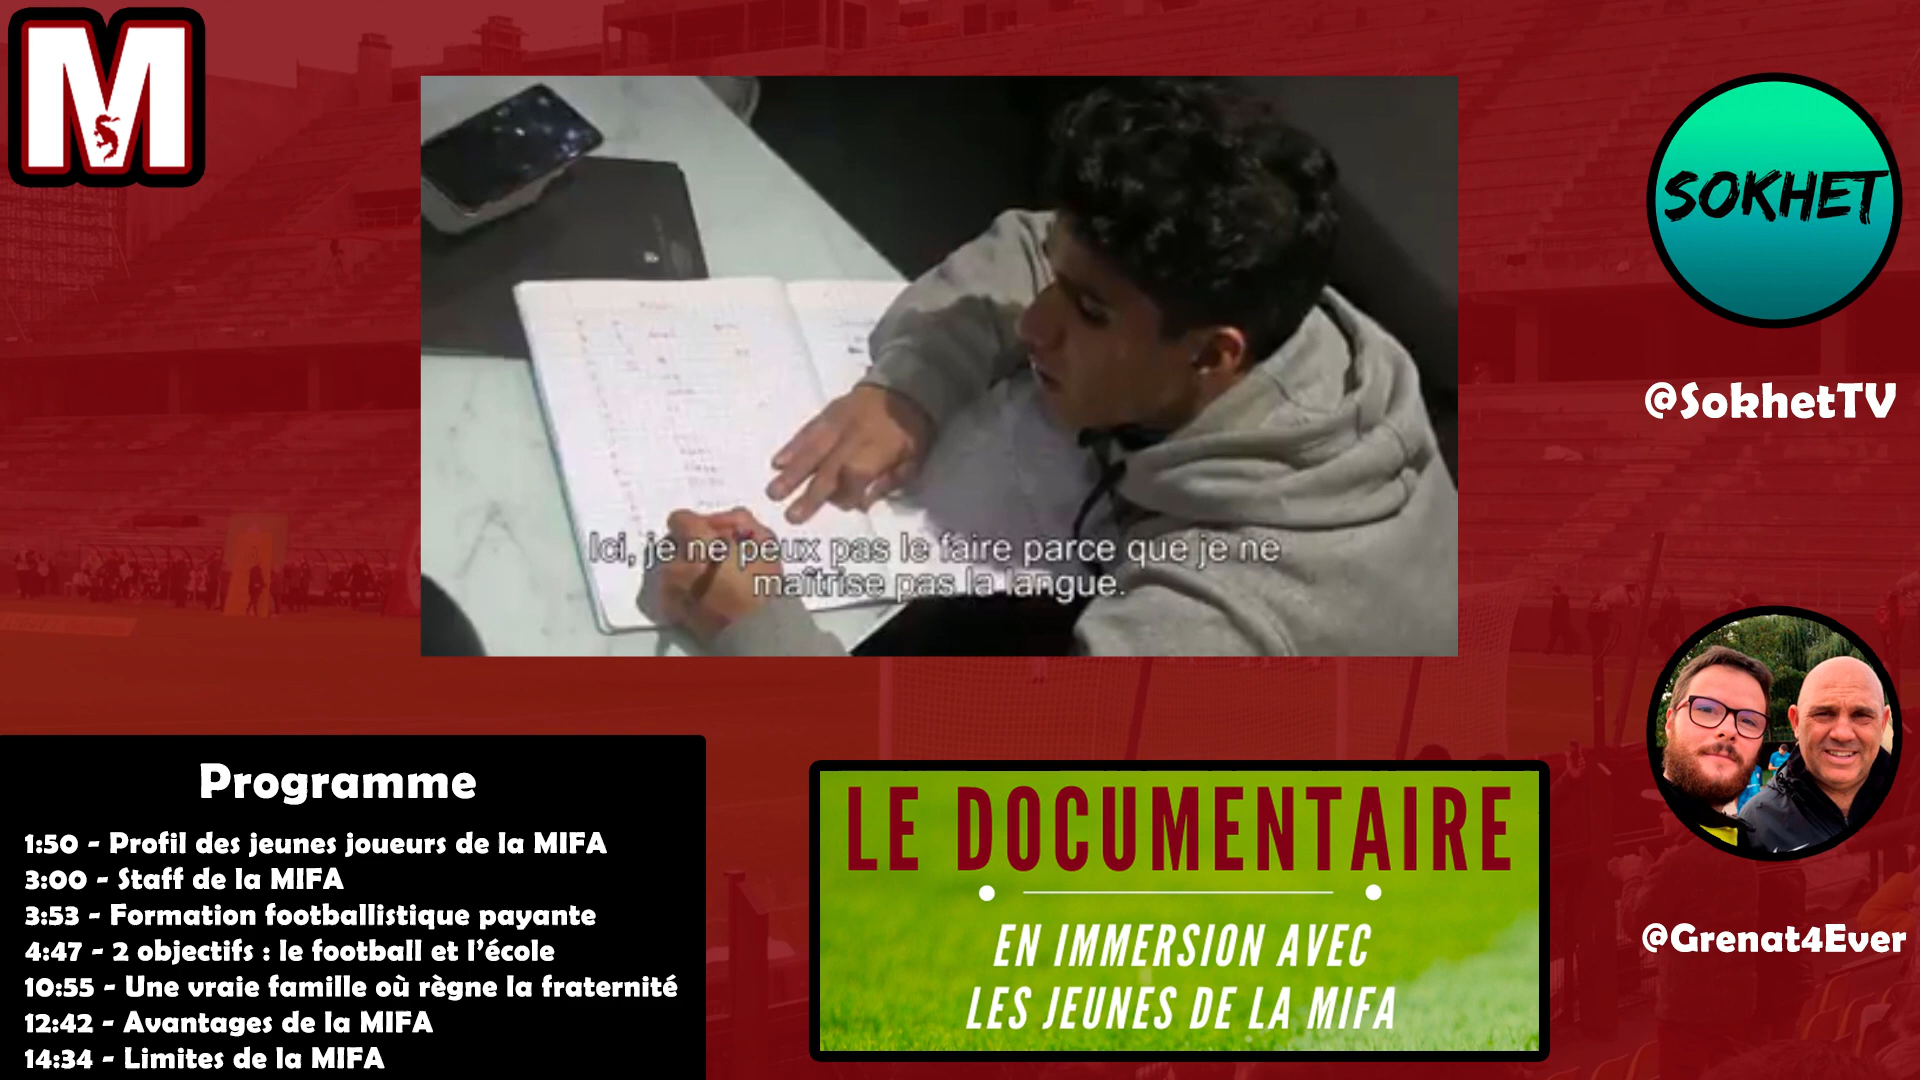 M
Ici, je ne peux pas le faire parce que je ne
maîtrise pas la langue.
SOKHET
@SokhetTV
@Grenat4Ever
Programme
1:50 - Profil des jeunes joueurs de la MIFA
3:00 - Staff de la MIFA
3:53 - Formation footballistique payante
4:47 - 2 objectifs : le football et l’école
10:55 - Une vraie famille où règne la fraternité
12:42 - Avantages de la MIFA
14:34 - Limites de la MIFA
LE DOCUMENTAIRE
EN IMMERSION AVEC
LES JEUNES DE LA MIFA